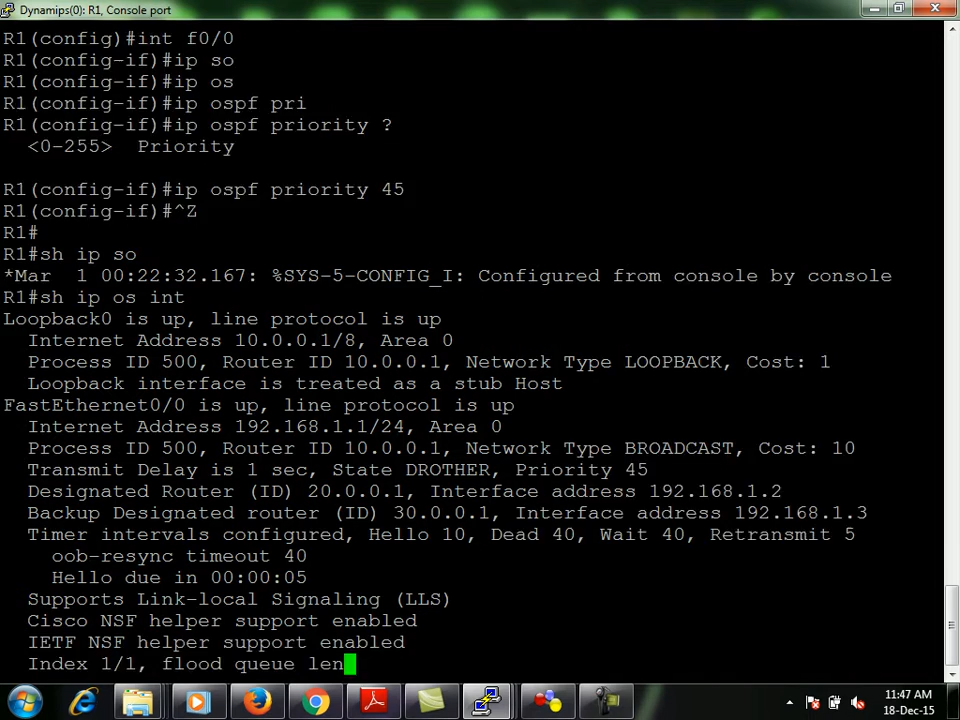 Dynamips(0): R1, Console port
R1(config)#int f0/0
R1(config-if)#ip so
R1(config-if)#ip os
R1(config-if)#ip ospf pri
R1(config-if)#ip ospf priority ?
<0-255>  Priority
R1(config-if)#ip ospf priority 45
R1(config-if)#^Z
R1#
R1#sh ip so
*Mar  1 00:22:32.167: %SYS-5-CONFIG_I: Configured from console by console
R1#sh ip os int
Loopback0 is up, line protocol is up
Internet Address 10.0.0.1/8, Area 0
Process ID 500, Router ID 10.0.0.1, Network Type LOOPBACK, Cost: 1
Loopback interface is treated as a stub Host
FastEthernet0/0 is up, line protocol is up
Internet Address 192.168.1.1/24, Area 0
Process ID 500, Router ID 10.0.0.1, Network Type BROADCAST, Cost: 10
Transmit Delay is 1 sec, State DROTHER, Priority 45
Designated Router (ID) 20.0.0.1, Interface address 192.168.1.2
Backup Designated router (ID) 30.0.0.1, Interface address 192.168.1.3
Timer intervals configured, Hello 10, Dead 40, Wait 40, Retransmit 5
oob-resync timeout 40
Hello due in 00:00:05
Supports Link-local Signaling (LLS)
Cisco NSF helper support enabled
IETF NSF helper support enabled
Index 1/1, flood queue len
11:47 AM
18-Dec-15